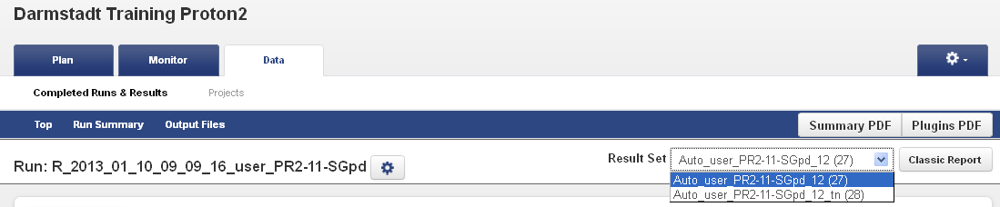 Darmstadt Training Proton2
Plan Monitor Data
Completed Runs & Results Projects
Top Run Summary Output Files Summary PDF Plugins PDF
Run: R_2013_01_10_09_09_16_user_PR2-11-SGpd Result Set Auto_user_PR2-11-SGpd_12 (27) Classic Report
Auto_user_PR2-11-SGpd_12 (27)
Auto_user_PR2-11-SGpd_12_tn (28)